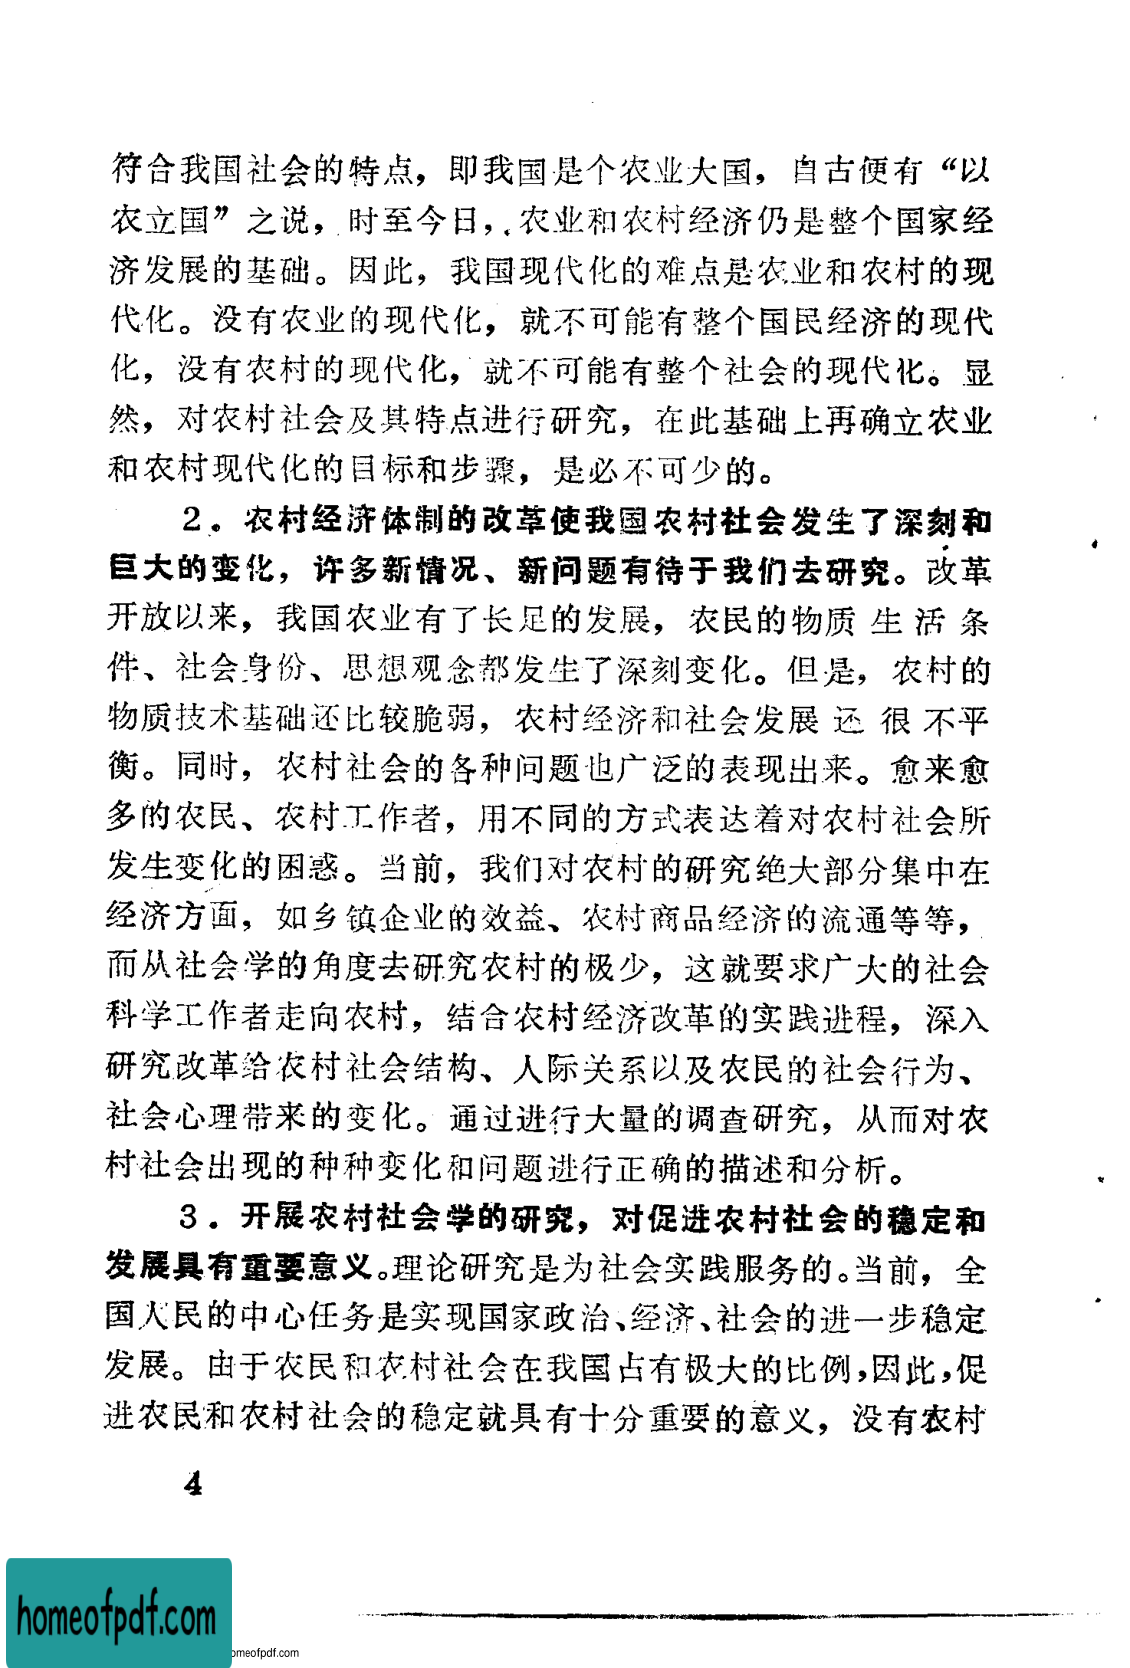 符合我国社会的特点，即我国是个农业大国，自古便有“以
农立国”之说，时至今日，农业和农村经济仍是整个国家经
济发展的基础。因此，我国现代化的难点是农业和农村的现
代化。没有农业的现代化，就不可能有整个国民经济的现代
化，没有农村的现代化，就不可能有整个社会的现代化。显
然，对农村社会及其特点进行研究，在此基础上再确立农业
和农村现代化的目标和步骤，是必不可少的。
2．农村经济体制的改革使我国农村社会发生了深刻和
巨大的变化，许多新情况、新问题有待于我们去研究。改革
开放以来，我国农业有了长足的发展，农民的物质生活条
件、社会身份、思想观念都发生了深刻变化。但是，农村的
物质技术基础还比较脆弱，农村经济和社会发展还很不平
衡。同时，农村社会的各种问题也广泛的表现出来。愈来愈
多的农民、农村工作者，用不同的方式表达着对农村社会所
发生变化的困惑。当前，我们对农村的研究绝大部分集中在
经济方面，如乡镇企业的效益、农村商品经济的流通等等，
而从社会学的角度去研究农村的极少，这就要求广大的社会
科学工作者走向农村，结合农村经济改革的实践进程，深入
研究改革给农村社会结构、人际关系以及农民的社会行为、
社会心理带来的变化。通过进行大量的调查研究，从而对农
村社会出现的种种变化和问题进行正确的描述和分析。
3．开展农村社会学的研究，对促进农村社会的稳定和
发展具有重要意义。理论研究是为社会实践服务的。当前，全
国人民的中心任务是实现国家政治、经济、社会的进一步稳定
发展。由于农民和农村社会在我国占有极大的比例，因此，促
进农民和农村社会的稳定就具有十分重要的意义，没有农村
4
homeofpdf.com
omeofpdf.com